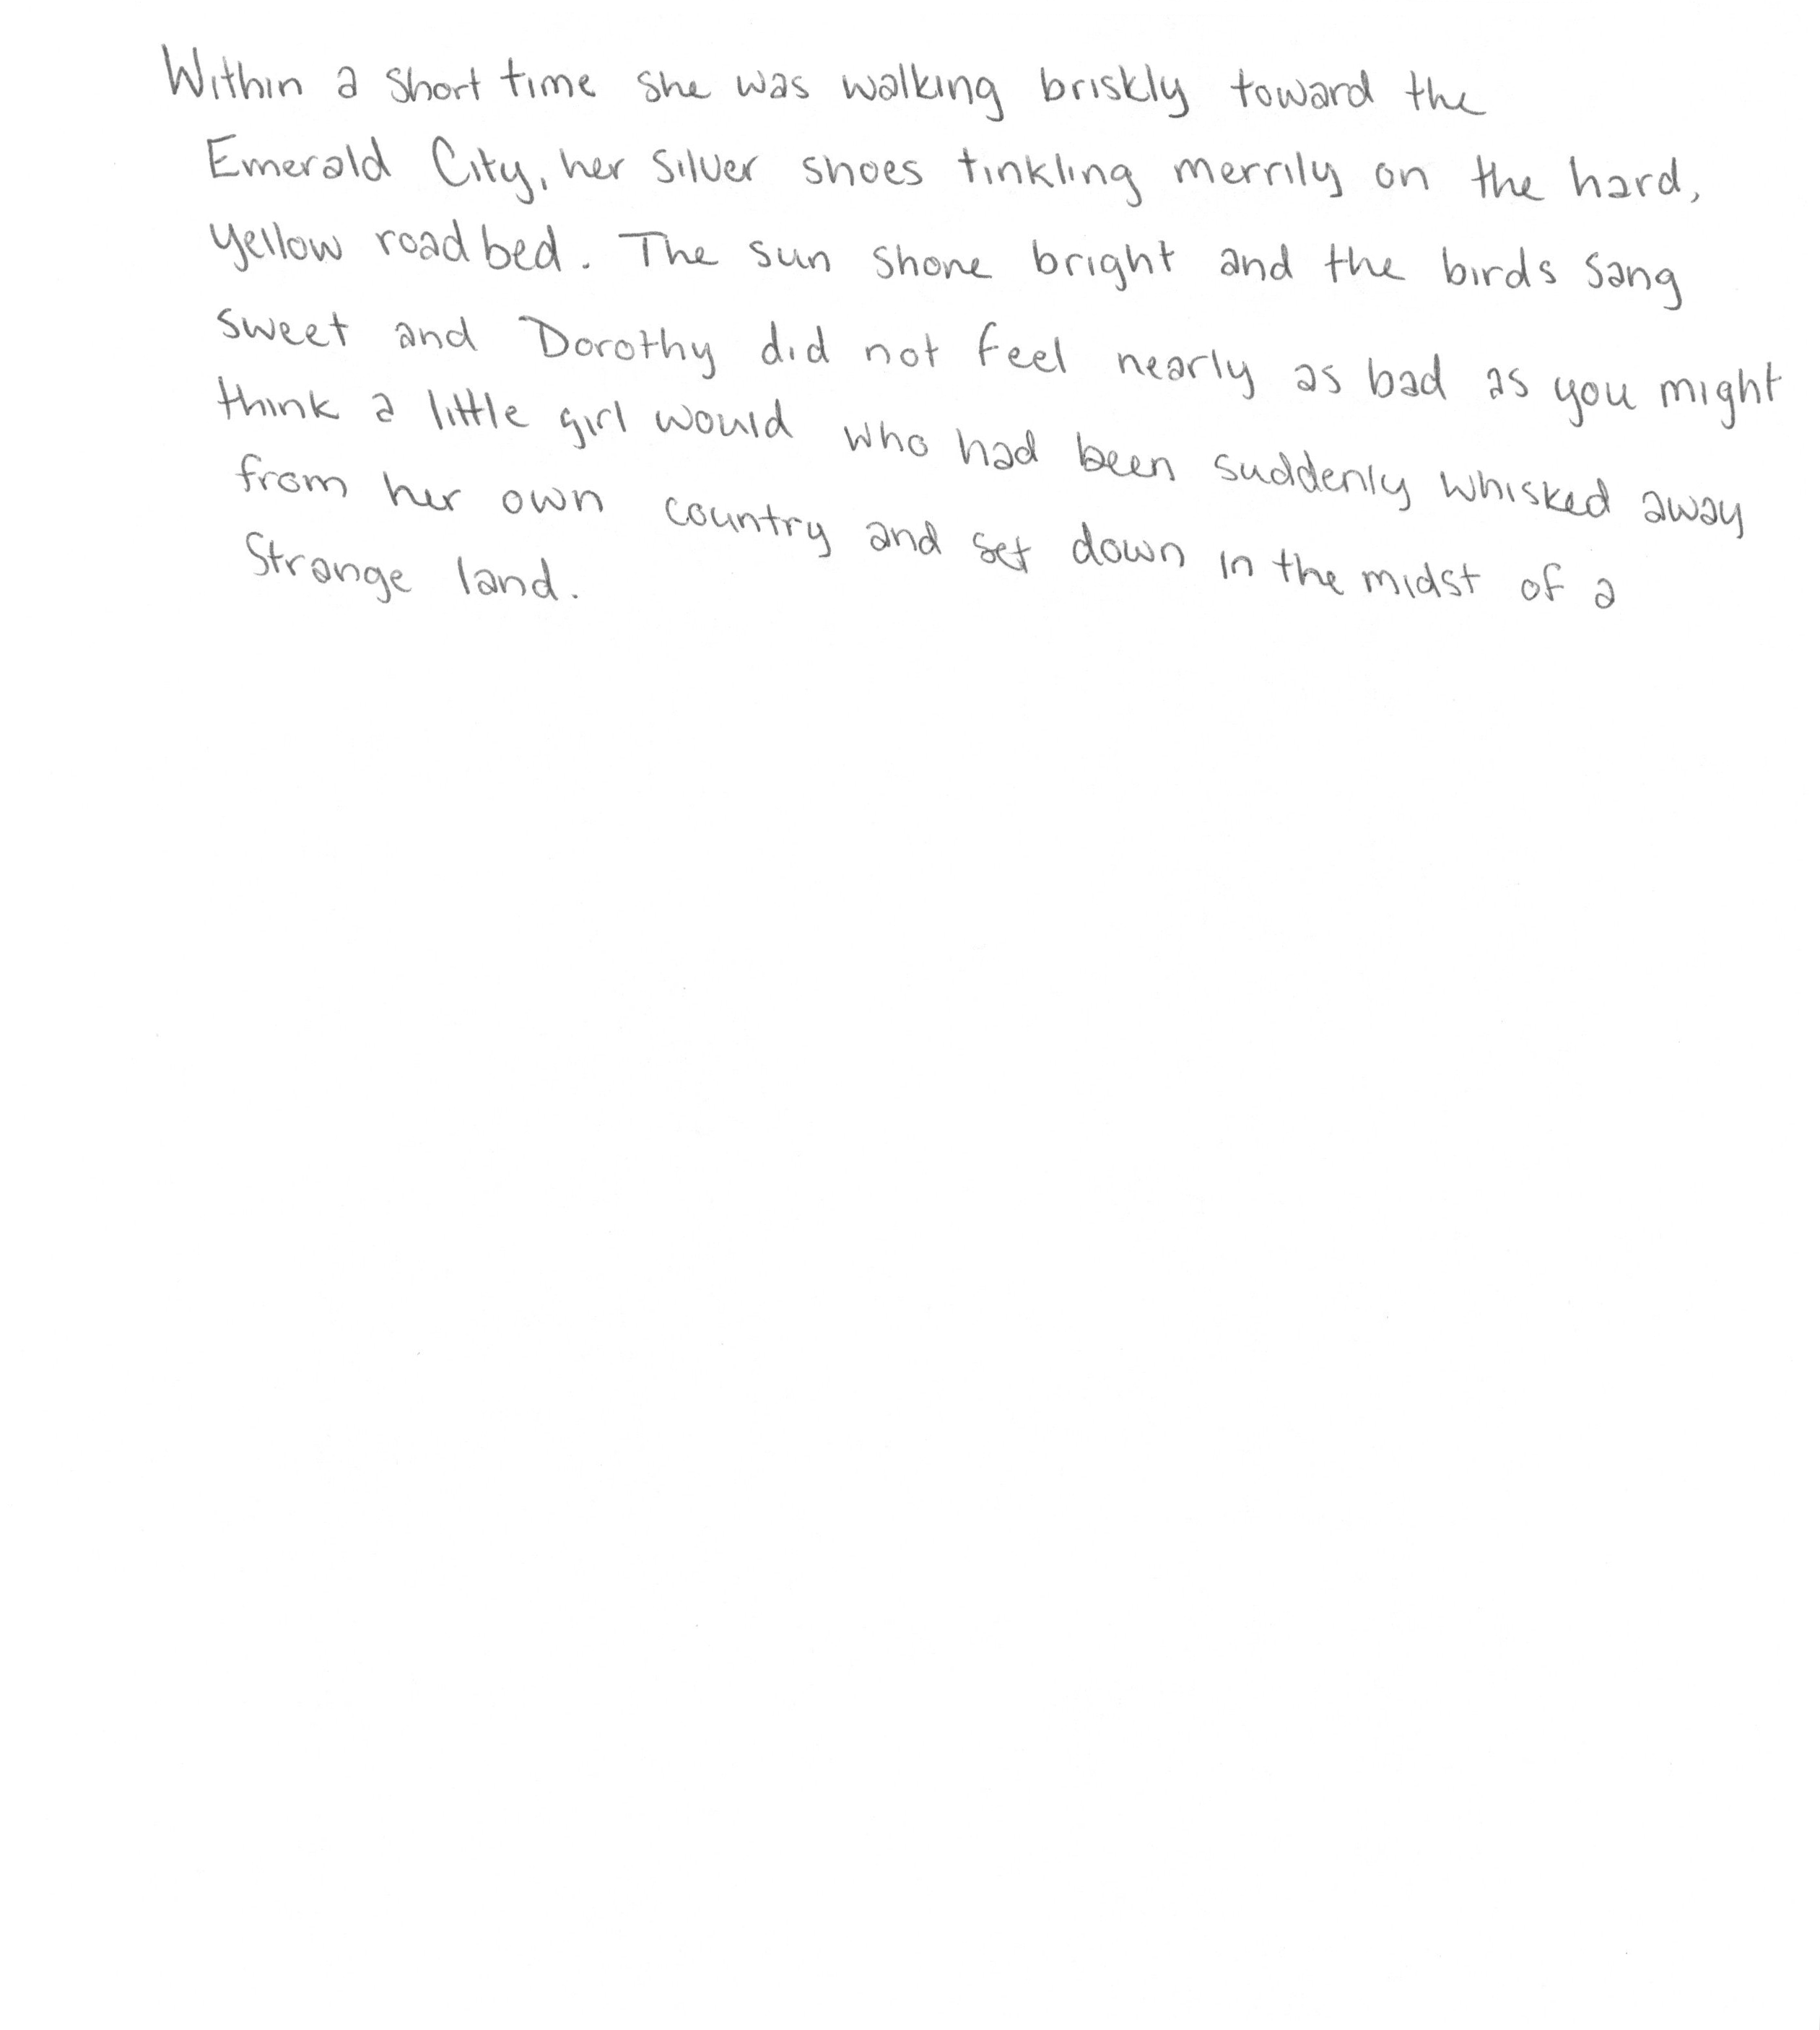 Within a short time she was walking briskly toward the
Emerald City, her silver shoes tinkling merrily on the hard,
yellow road bed. The sun shone bright and the birds sang
sweet and Dorothy did not feel nearly as bad as you might
think a little girl would who had been suddenly whisked away
from her own country and set down in the midst of a
strange land.